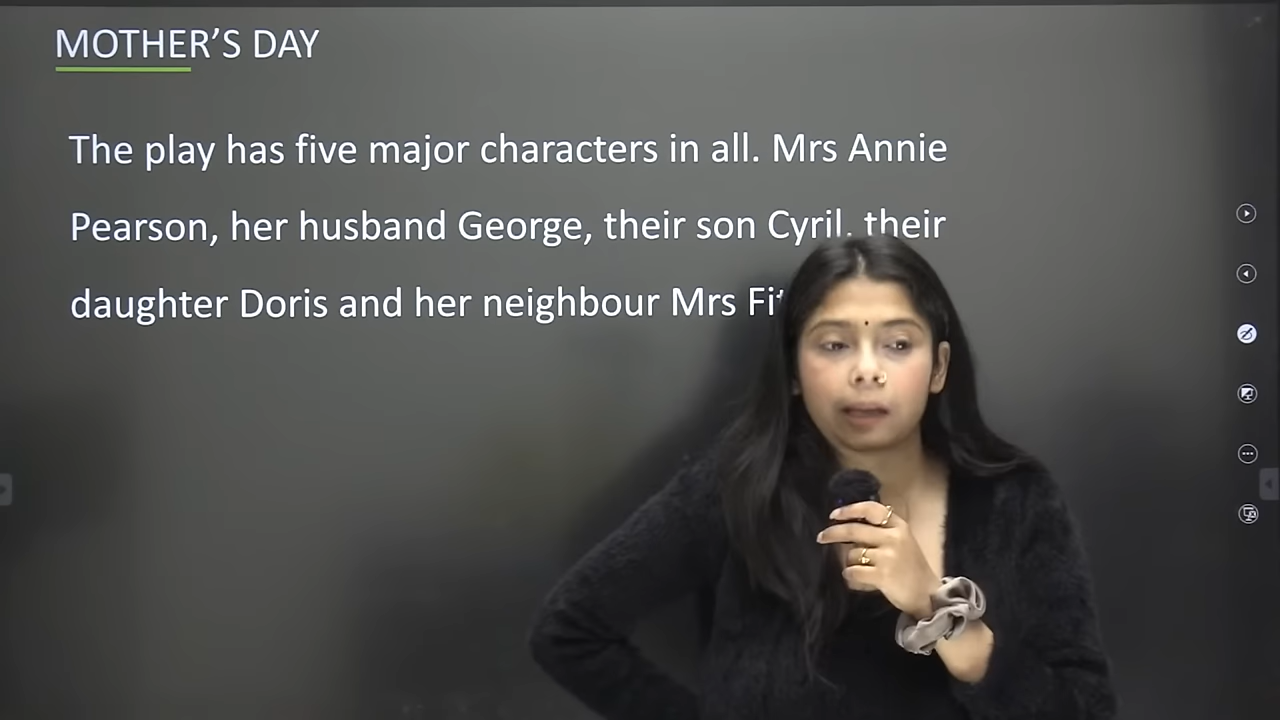 MOTHER’S DAY
The play has five major characters in all. Mrs Annie
Pearson, her husband George, their son Cyril, their
daughter Doris and her neighbour Mrs